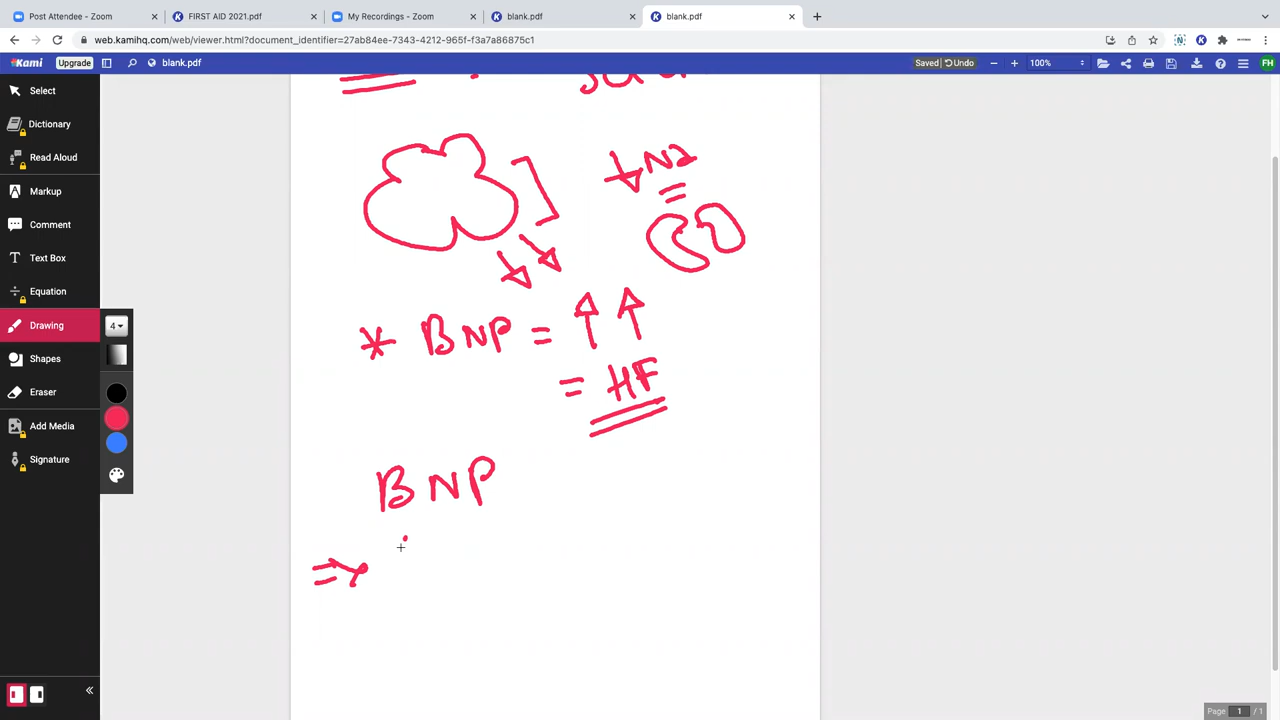 Post Attendee - Zoom
FIRST AID 2021.pdf
My Recordings - Zoom
blank.pdf
blank.pdf
web.kamihq.com/web/viewer.html?document_identifier=27ab84ee-7343-4212-965f-f3a7a86875c1
Kami Upgrade blank.pdf Saved Undo 100% FH
Select
Dictionary
Read Aloud
Markup
Comment
Text Box
Equation
Drawing
Shapes
Eraser
Add Media
Signature
4
↓Na
=
* BNP = ↑ ↑
= HF
BNP
⇒
Page: 1 / 1